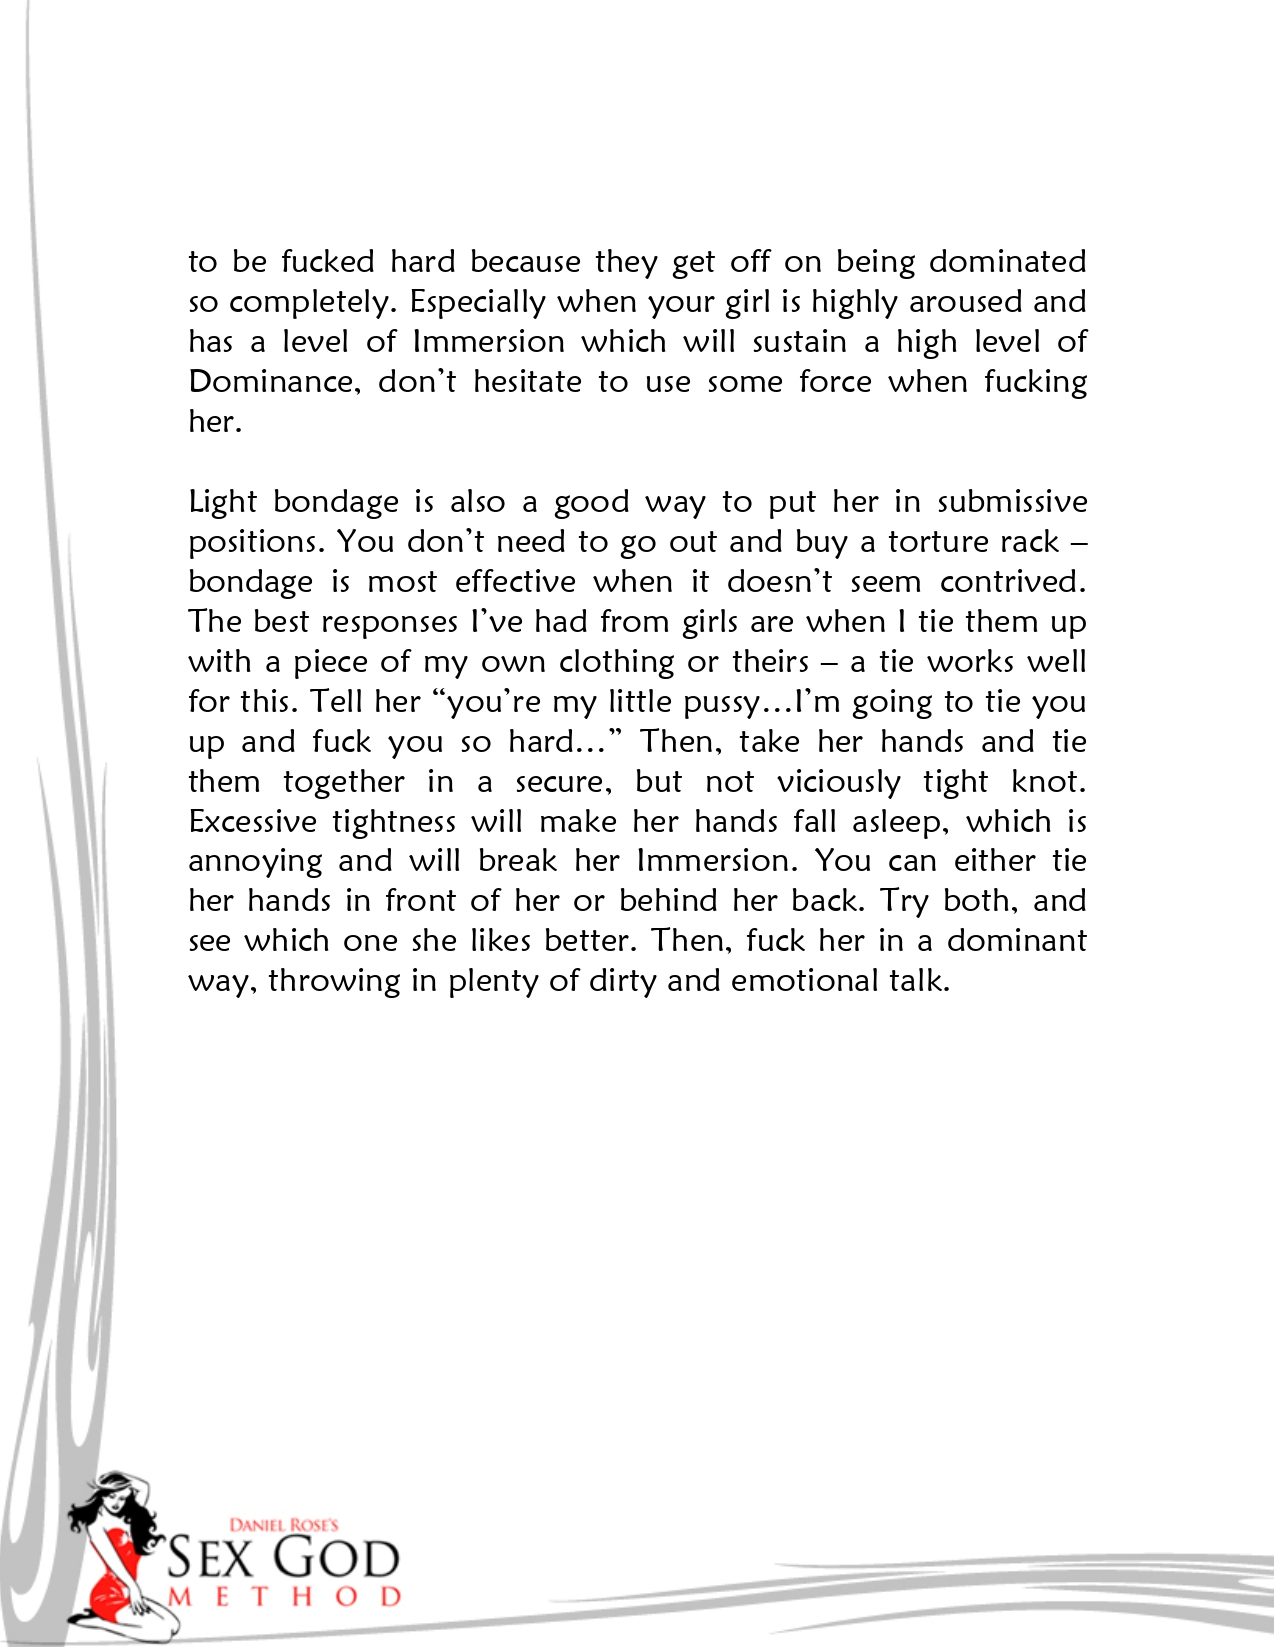 to be fucked hard because they get off on being dominated
so completely. Especially when your girl is highly aroused and
has a level of Immersion which will sustain a high level of
Dominance, don’t hesitate to use some force when fucking
her.
Light bondage is also a good way to put her in submissive
positions. You don’t need to go out and buy a torture rack –
bondage is most effective when it doesn’t seem contrived.
The best responses I’ve had from girls are when I tie them up
with a piece of my own clothing or theirs – a tie works well
for this. Tell her “you’re my little pussy…I’m going to tie you
up and fuck you so hard…” Then, take her hands and tie
them together in a secure, but not viciously tight knot.
Excessive tightness will make her hands fall asleep, which is
annoying and will break her Immersion. You can either tie
her hands in front of her or behind her back. Try both, and
see which one she likes better. Then, fuck her in a dominant
way, throwing in plenty of dirty and emotional talk.
DANIEL ROSE’S
SEX GOD
METHOD